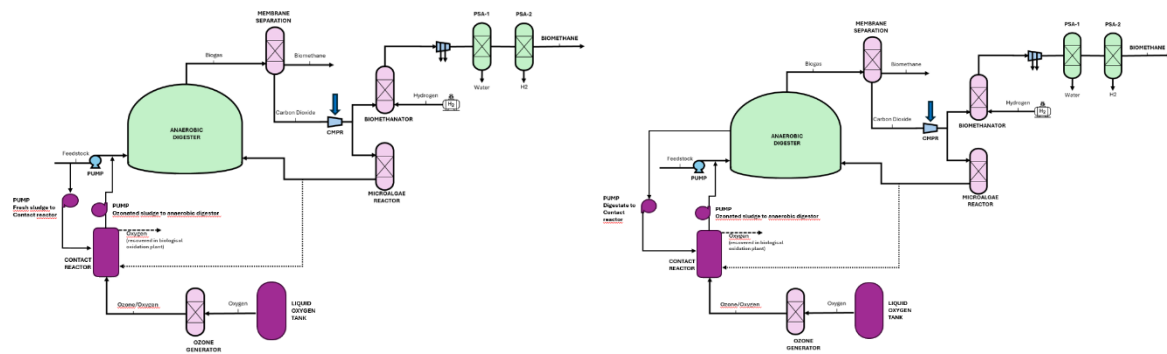 MEMBRANE
SEPARATION
PSA-1
PSA-2
BIOMETHANE
Biogas
Biomethane
Water
H2
Carbon Dioxide
Hydrogen
H2
CMPR
BIOMETHANATOR
ANAEROBIC
DIGESTER
Feedstock
PUMP
MICROALGAE
REACTOR
PUMP
Fresh sludge to
Contact reactor
PUMP
Ozonated sludge to anaerobic digestor
Oxygen
(recovered in biological
oxidation plant)
CONTACT
REACTOR
Ozone/Oxygen
Oxygen
LIQUID
OXYGEN
TANK
OZONE
GENERATOR
MEMBRANE
SEPARATION
PSA-1
PSA-2
BIOMETHANE
Biogas
Biomethane
Water
H2
Carbon Dioxide
Hydrogen
H2
CMPR
BIOMETHANATOR
ANAEROBIC
DIGESTER
Feedstock
PUMP
MICROALGAE
REACTOR
PUMP
Digestate to
Contact
reactor
PUMP
Ozonated sludge to anaerobic digestor
Oxygen
(recovered in biological
oxidation plant)
CONTACT
REACTOR
Ozone/Oxygen
Oxygen
LIQUID
OXYGEN
TANK
OZONE
GENERATOR